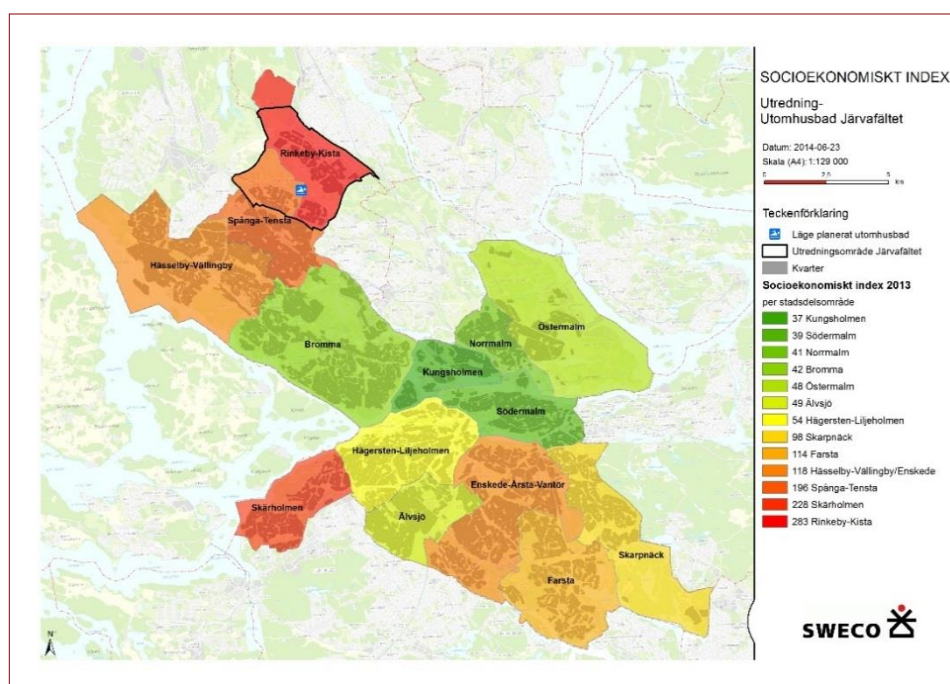 SOCIOEKONOMISKT INDEX
Utredning-
Utomhusbad Järvafältet
Datum: 2014-06-23
Skala (A4): 1:129 000
0 2,5 5
km
Teckenförklaring
Läge planerat utomhusbad
Utredningsområde Järvafältet
Kvarter
Socioekonomiskt index 2013
per stadsdelsområde
37 Kungsholmen
39 Södermalm
41 Norrmalm
42 Bromma
48 Östermalm
49 Älvsjö
54 Hägersten-Liljeholmen
98 Skarpnäck
114 Farsta
118 Hässelby-Vällingby/Enskede
196 Spånga-Tensta
228 Skärholmen
283 Rinkeby-Kista
SWECO
Rinkeby-Kista
Spånga-Tensta
Hässelby-Vällingby
Bromma
Norrmalm
Östermalm
Kungsholmen
Södermalm
Hägersten-Liljeholmen
Enskede-Årsta-Vantör
Skärholmen
Älvsjö
Skarpnäck
Farsta
N